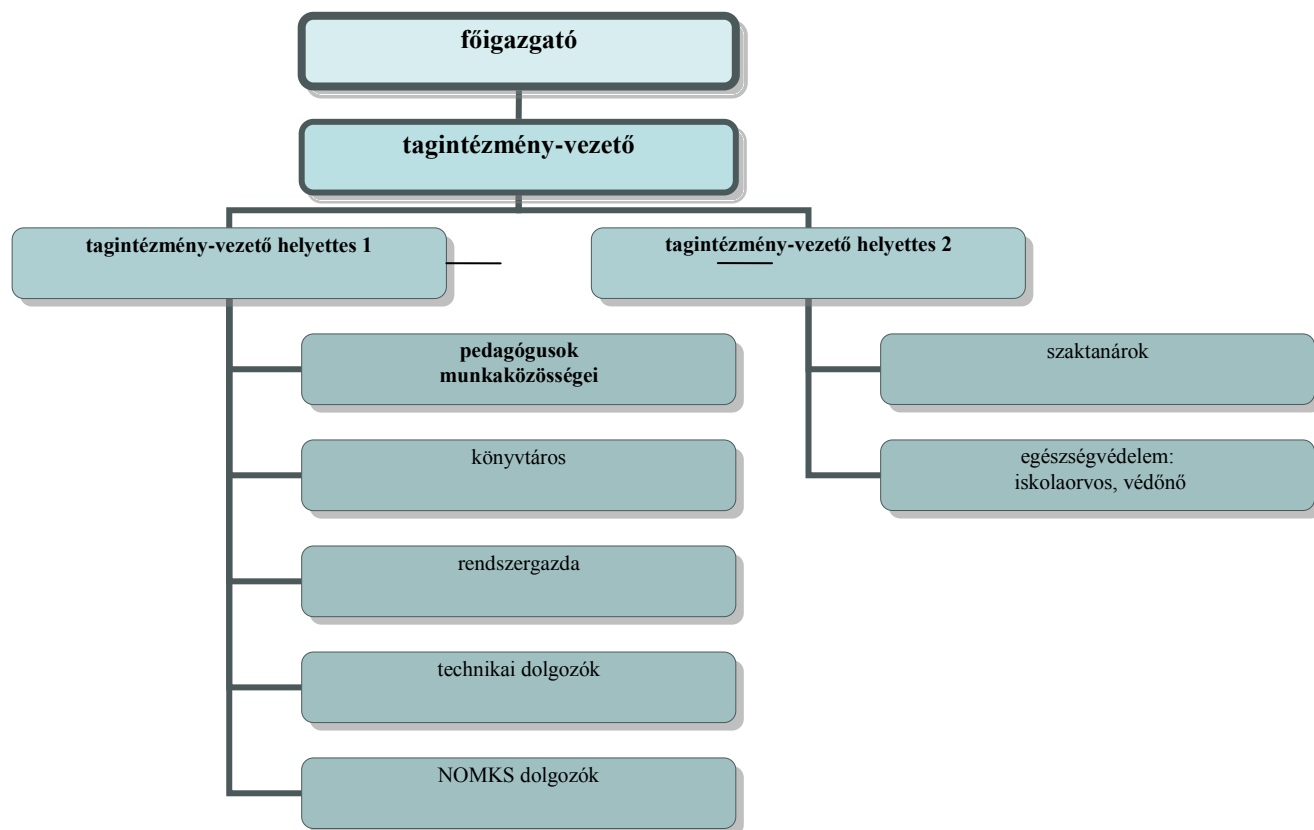 főigazgató
tagintézmény-vezető
tagintézmény-vezető helyettes 1
tagintézmény-vezető helyettes 2
pedagógusok
munkaközösségei
könyvtáros
rendszergazda
technikai dolgozók
NOMKS dolgozók
szaktanárok
egészségvédelem:
iskolaorvos, védőnő